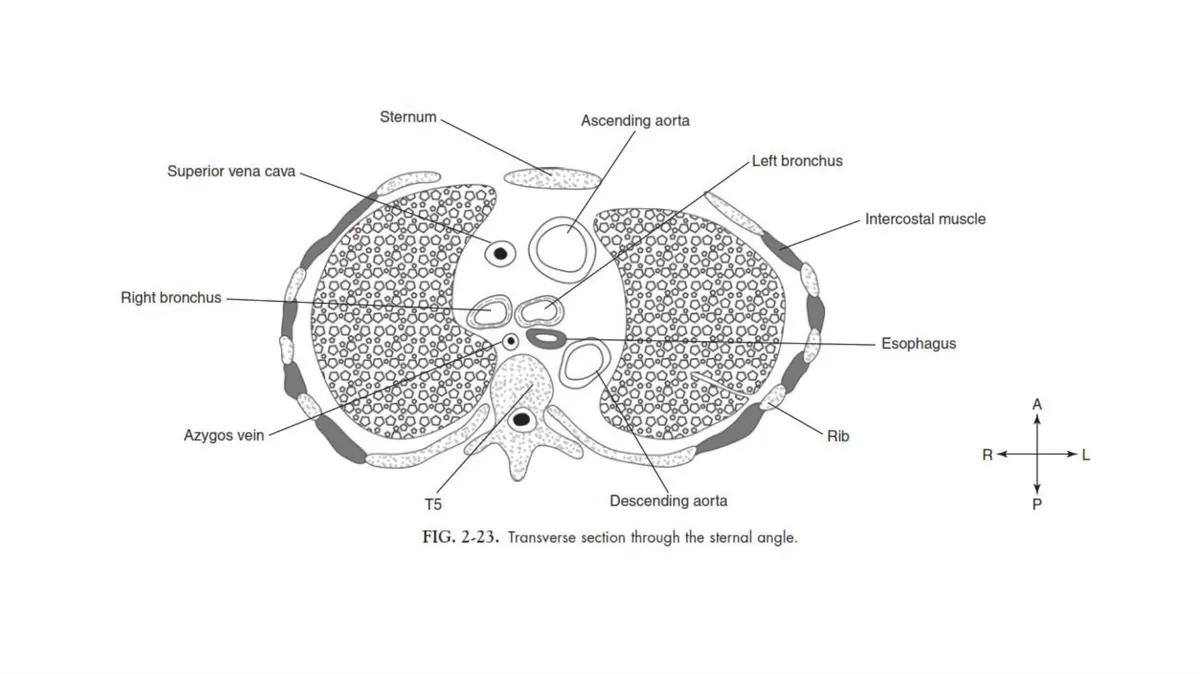 Sternum
Ascending aorta
Superior vena cava
Left bronchus
Intercostal muscle
Right bronchus
Esophagus
Azygos vein
Rib
T5
Descending aorta
A
R
L
P
FIG. 2-23. Transverse section through the sternal angle.